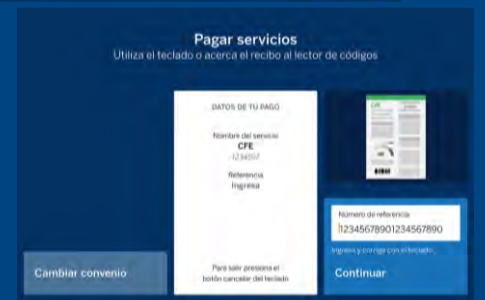 Pagar servicios
Utiliza el teclado o acerca el recibo al lector de códigos
DATOS DE TU PAGO
Nombre del servicio
CFE
1234567
Referencia
Ingresa
Para salir presiona el
botón cancelar del teclado
Cambiar convenio
CFE
Número de referencia
12345678901234567890
Ingresa y corrige con el teclado.
Continuar